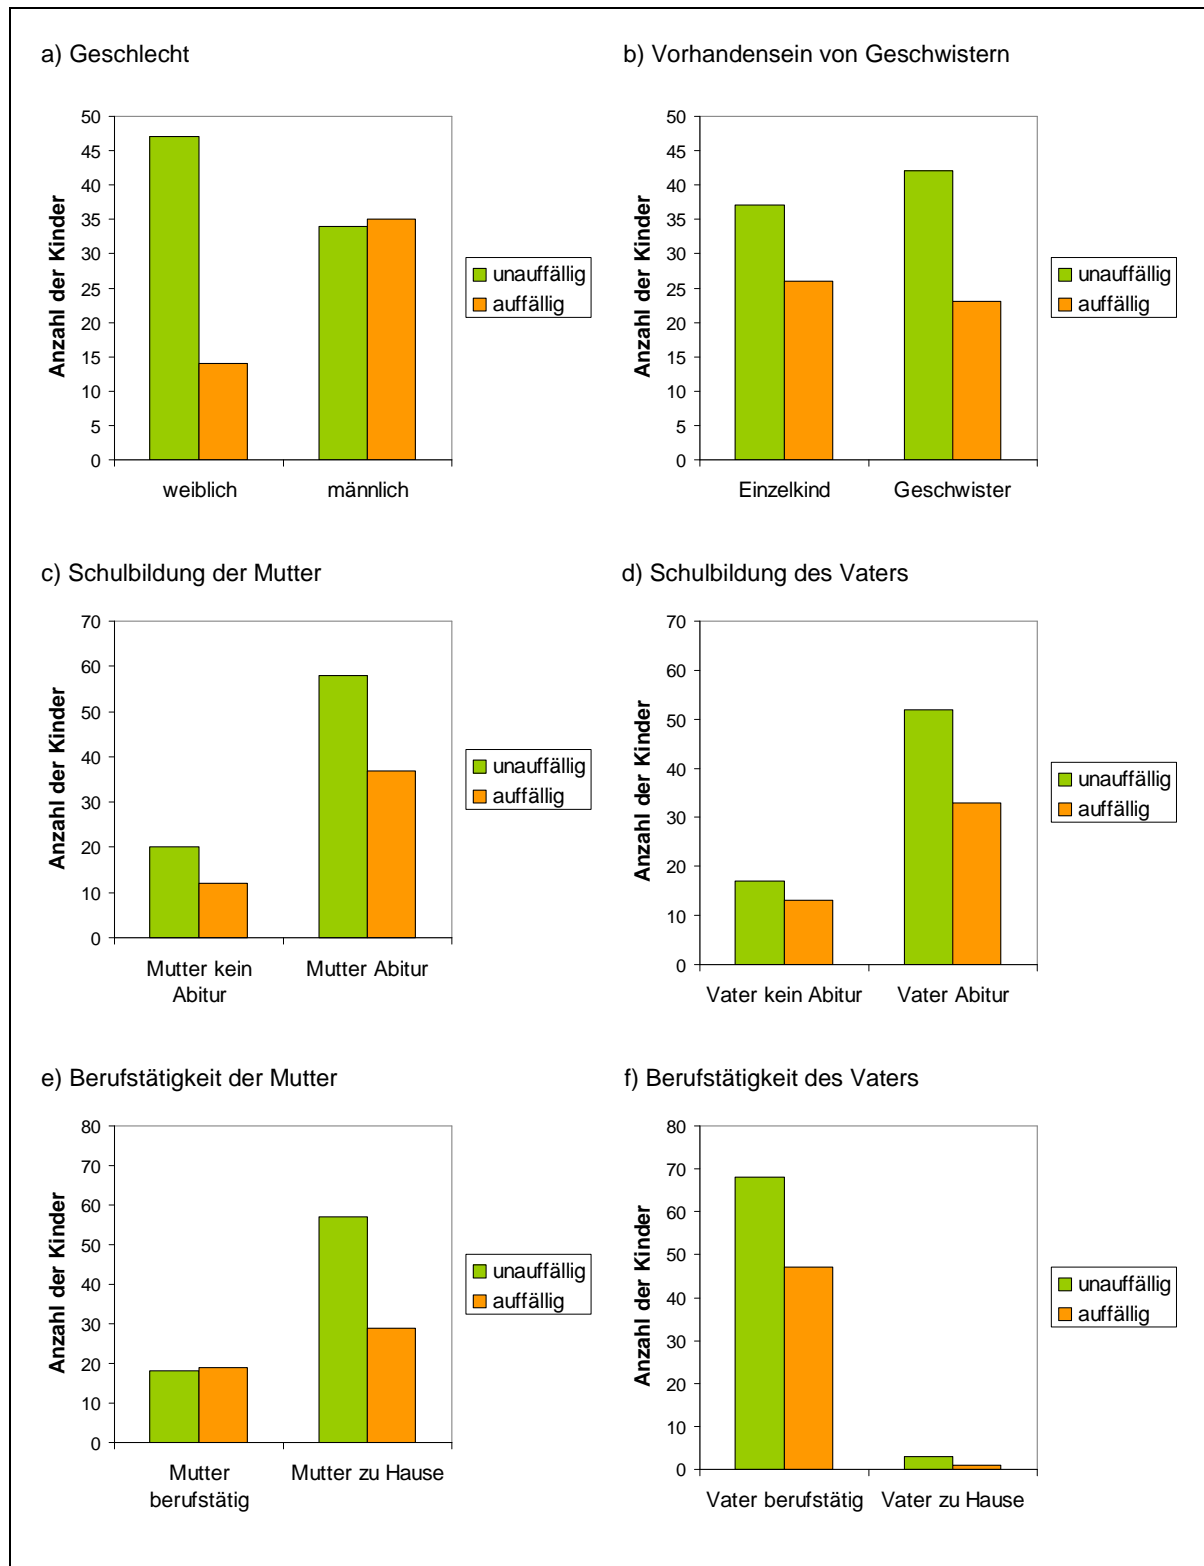 a) Geschlecht
50
45
40
35
30
25
20
15
10
5
0
Anzahl der Kinder
weiblich
männlich
unauffällig
auffällig
b) Vorhandensein von Geschwistern
50
45
40
35
30
25
20
15
10
5
0
Anzahl der Kinder
Einzelkind
Geschwister
unauffällig
auffällig
c) Schulbildung der Mutter
70
60
50
40
30
20
10
0
Anzahl der Kinder
Mutter kein
Abitur
Mutter Abitur
unauffällig
auffällig
d) Schulbildung des Vaters
70
60
50
40
30
20
10
0
Anzahl der Kinder
Vater kein Abitur
Vater Abitur
unauffällig
auffällig
e) Berufstätigkeit der Mutter
80
70
60
50
40
30
20
10
0
Anzahl der Kinder
Mutter
berufstätig
Mutter zu Hause
unauffällig
auffällig
f) Berufstätigkeit des Vaters
80
70
60
50
40
30
20
10
0
Anzahl der Kinder
Vater berufstätig
Vater zu Hause
unauffällig
auffällig